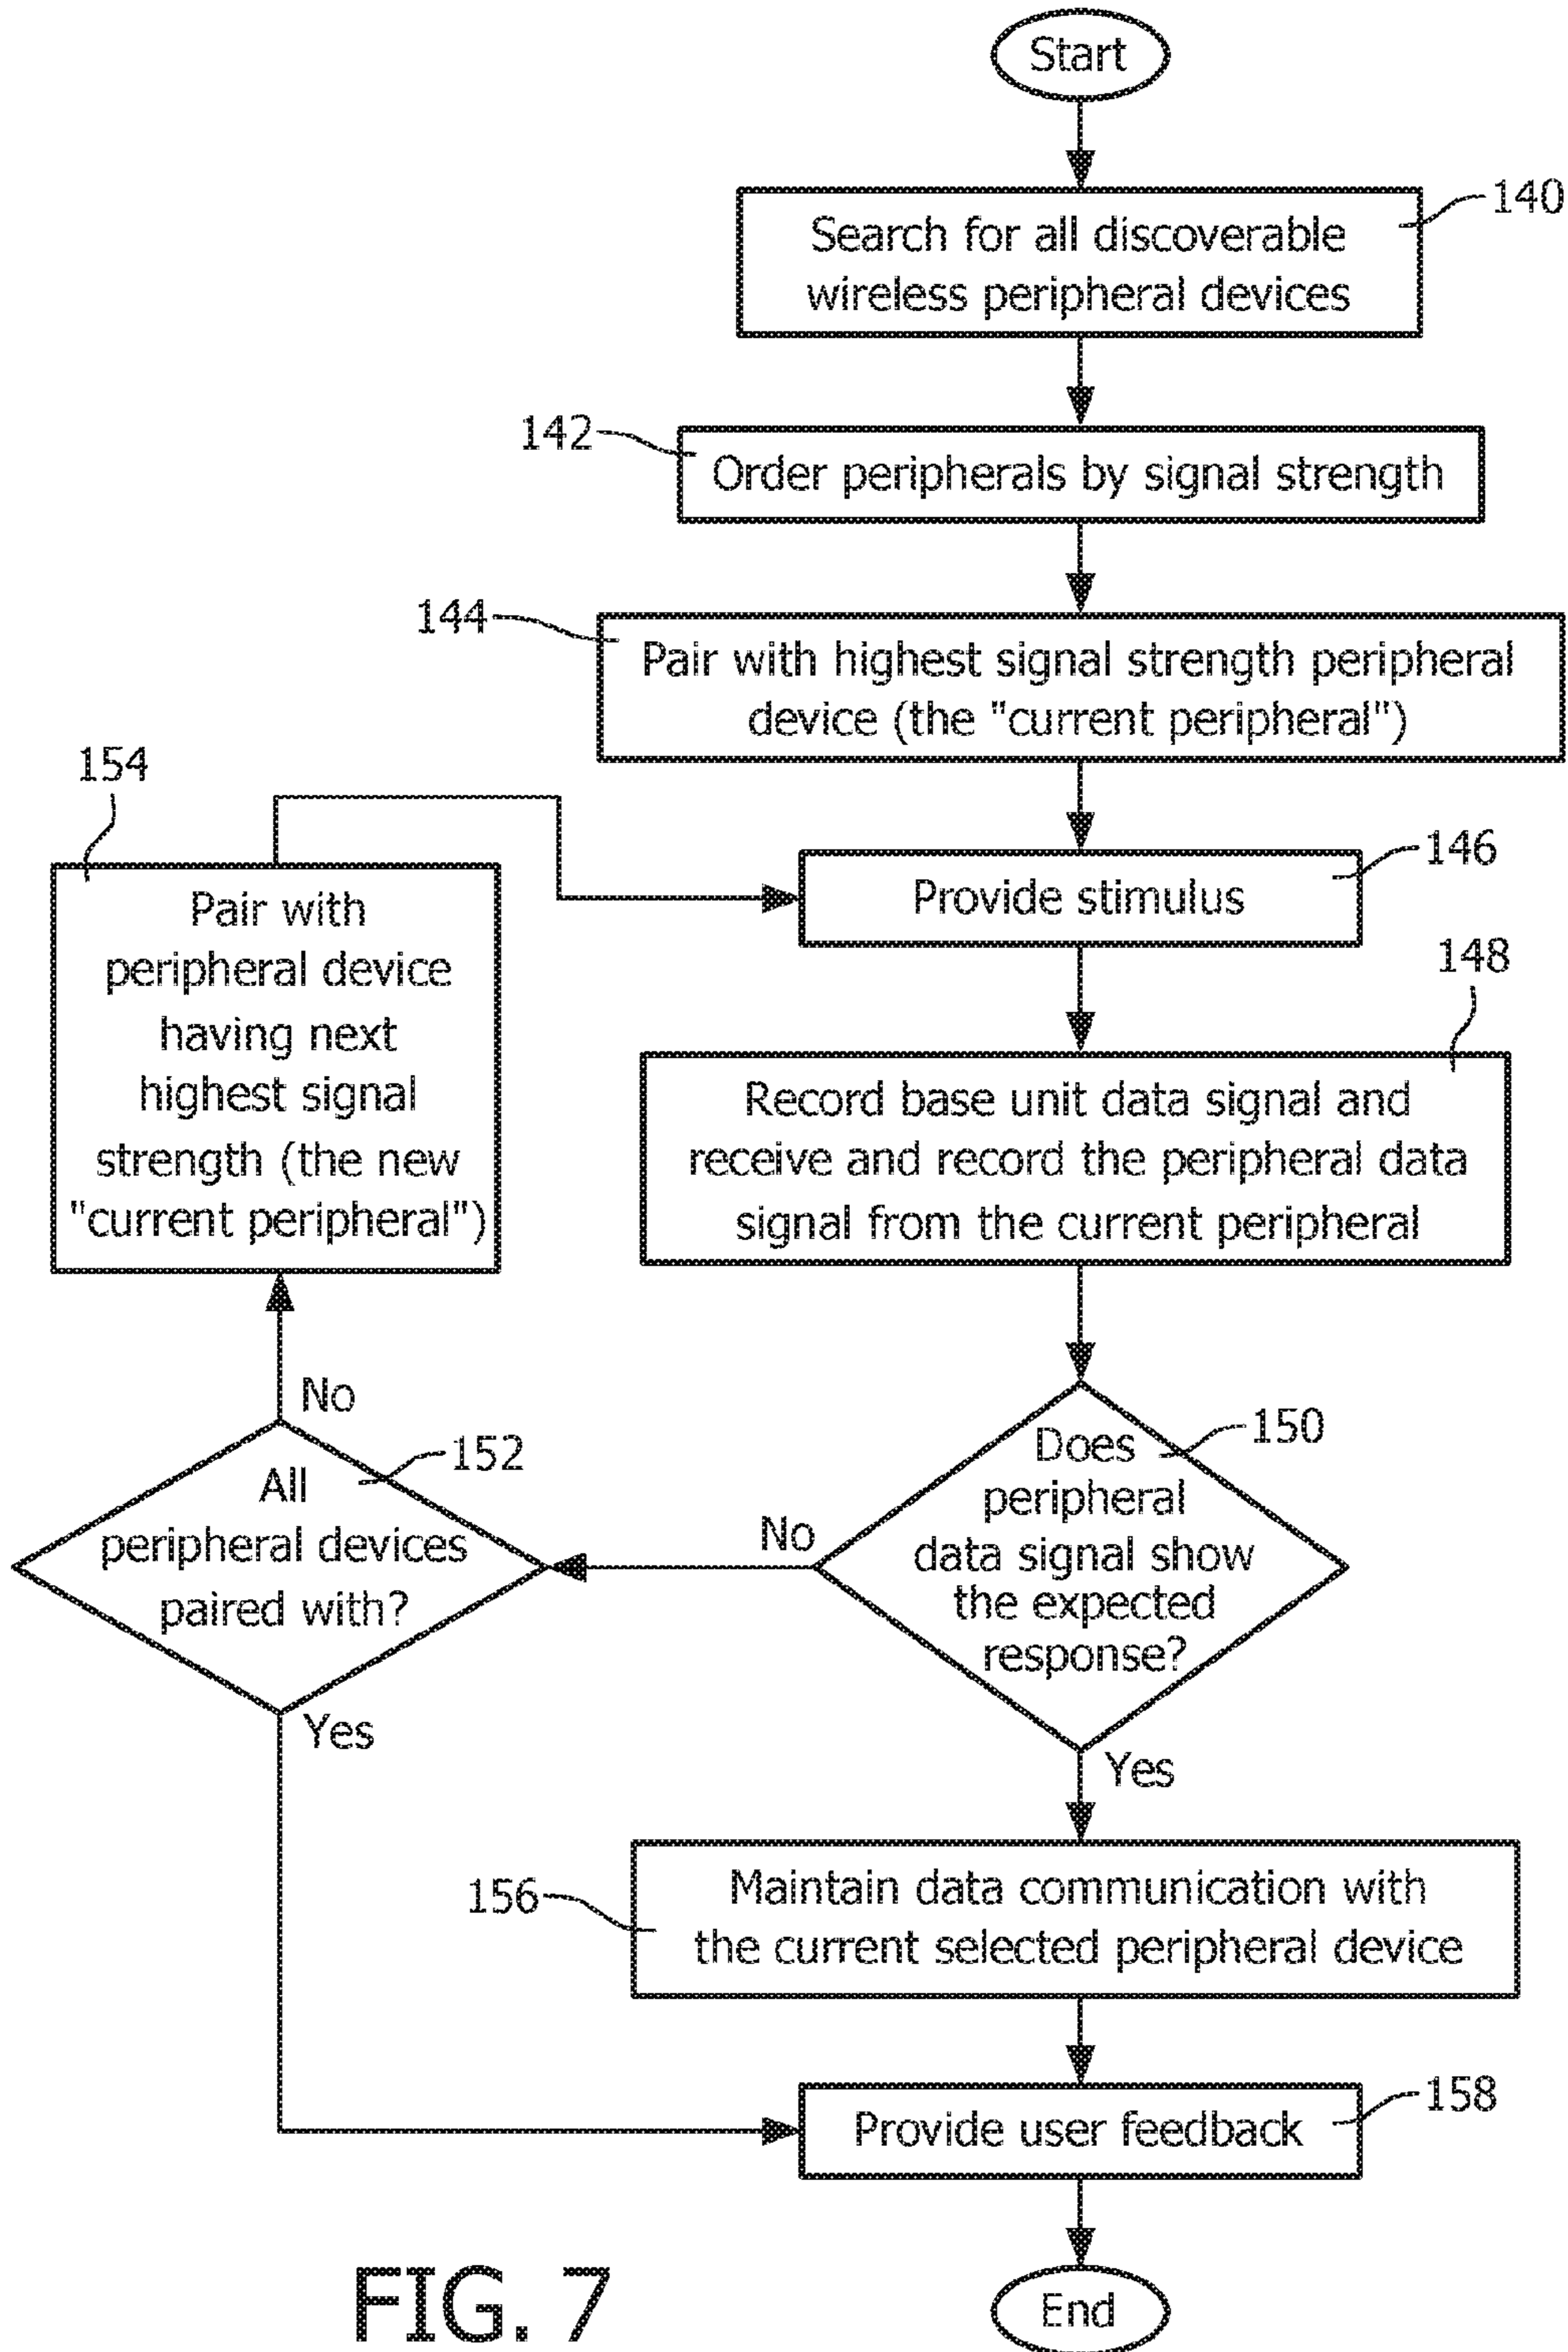 Start
140
Search for all discoverable
wireless peripheral devices
142
Order peripherals by signal strength
144
Pair with highest signal strength peripheral
device (the "current peripheral")
154
Pair with
peripheral device
having next
highest signal
strength (the new
"current peripheral")
146
Provide stimulus
148
Record base unit data signal and
receive and record the peripheral data
signal from the current peripheral
150
Does
peripheral
data signal show
the expected
response?
No
Yes
152
All
peripheral devices
paired with?
No
Yes
156
Maintain data communication with
the current selected peripheral device
158
Provide user feedback
End
FIG. 7